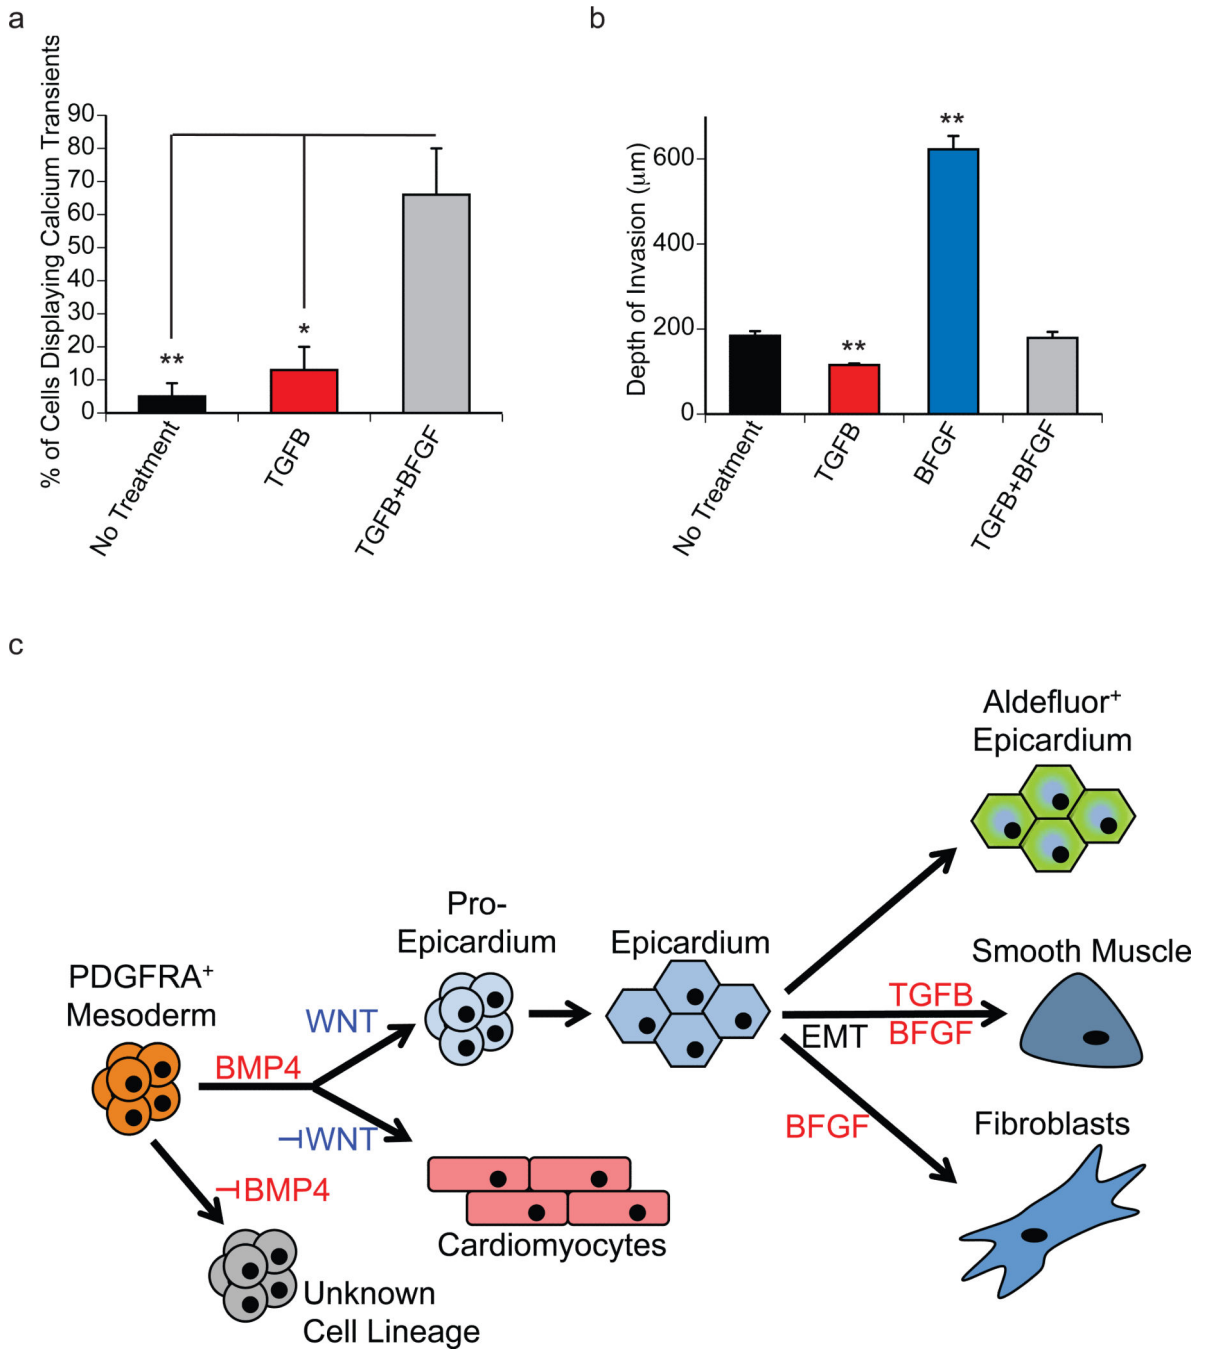 a
% of Cells Displaying Calcium Transients
90
80
70
60
50
40
30
20
10
0
**
*
No Treatment
TGFB
TGFB+BFGF
b
Depth of Invasion (μm)
600
400
200
0
**
**
No Treatment
TGFB
BFGF
TGFB+BFGF
c
Aldefluor⁺
Epicardium
Pro-
Epicardium
Epicardium
Smooth Muscle
PDGFRA⁺
Mesoderm
WNT
TGFB
EMT
BFGF
BMP4
⊣WNT
BFGF
Fibroblasts
⊣BMP4
Cardiomyocytes
Unknown
Cell Lineage